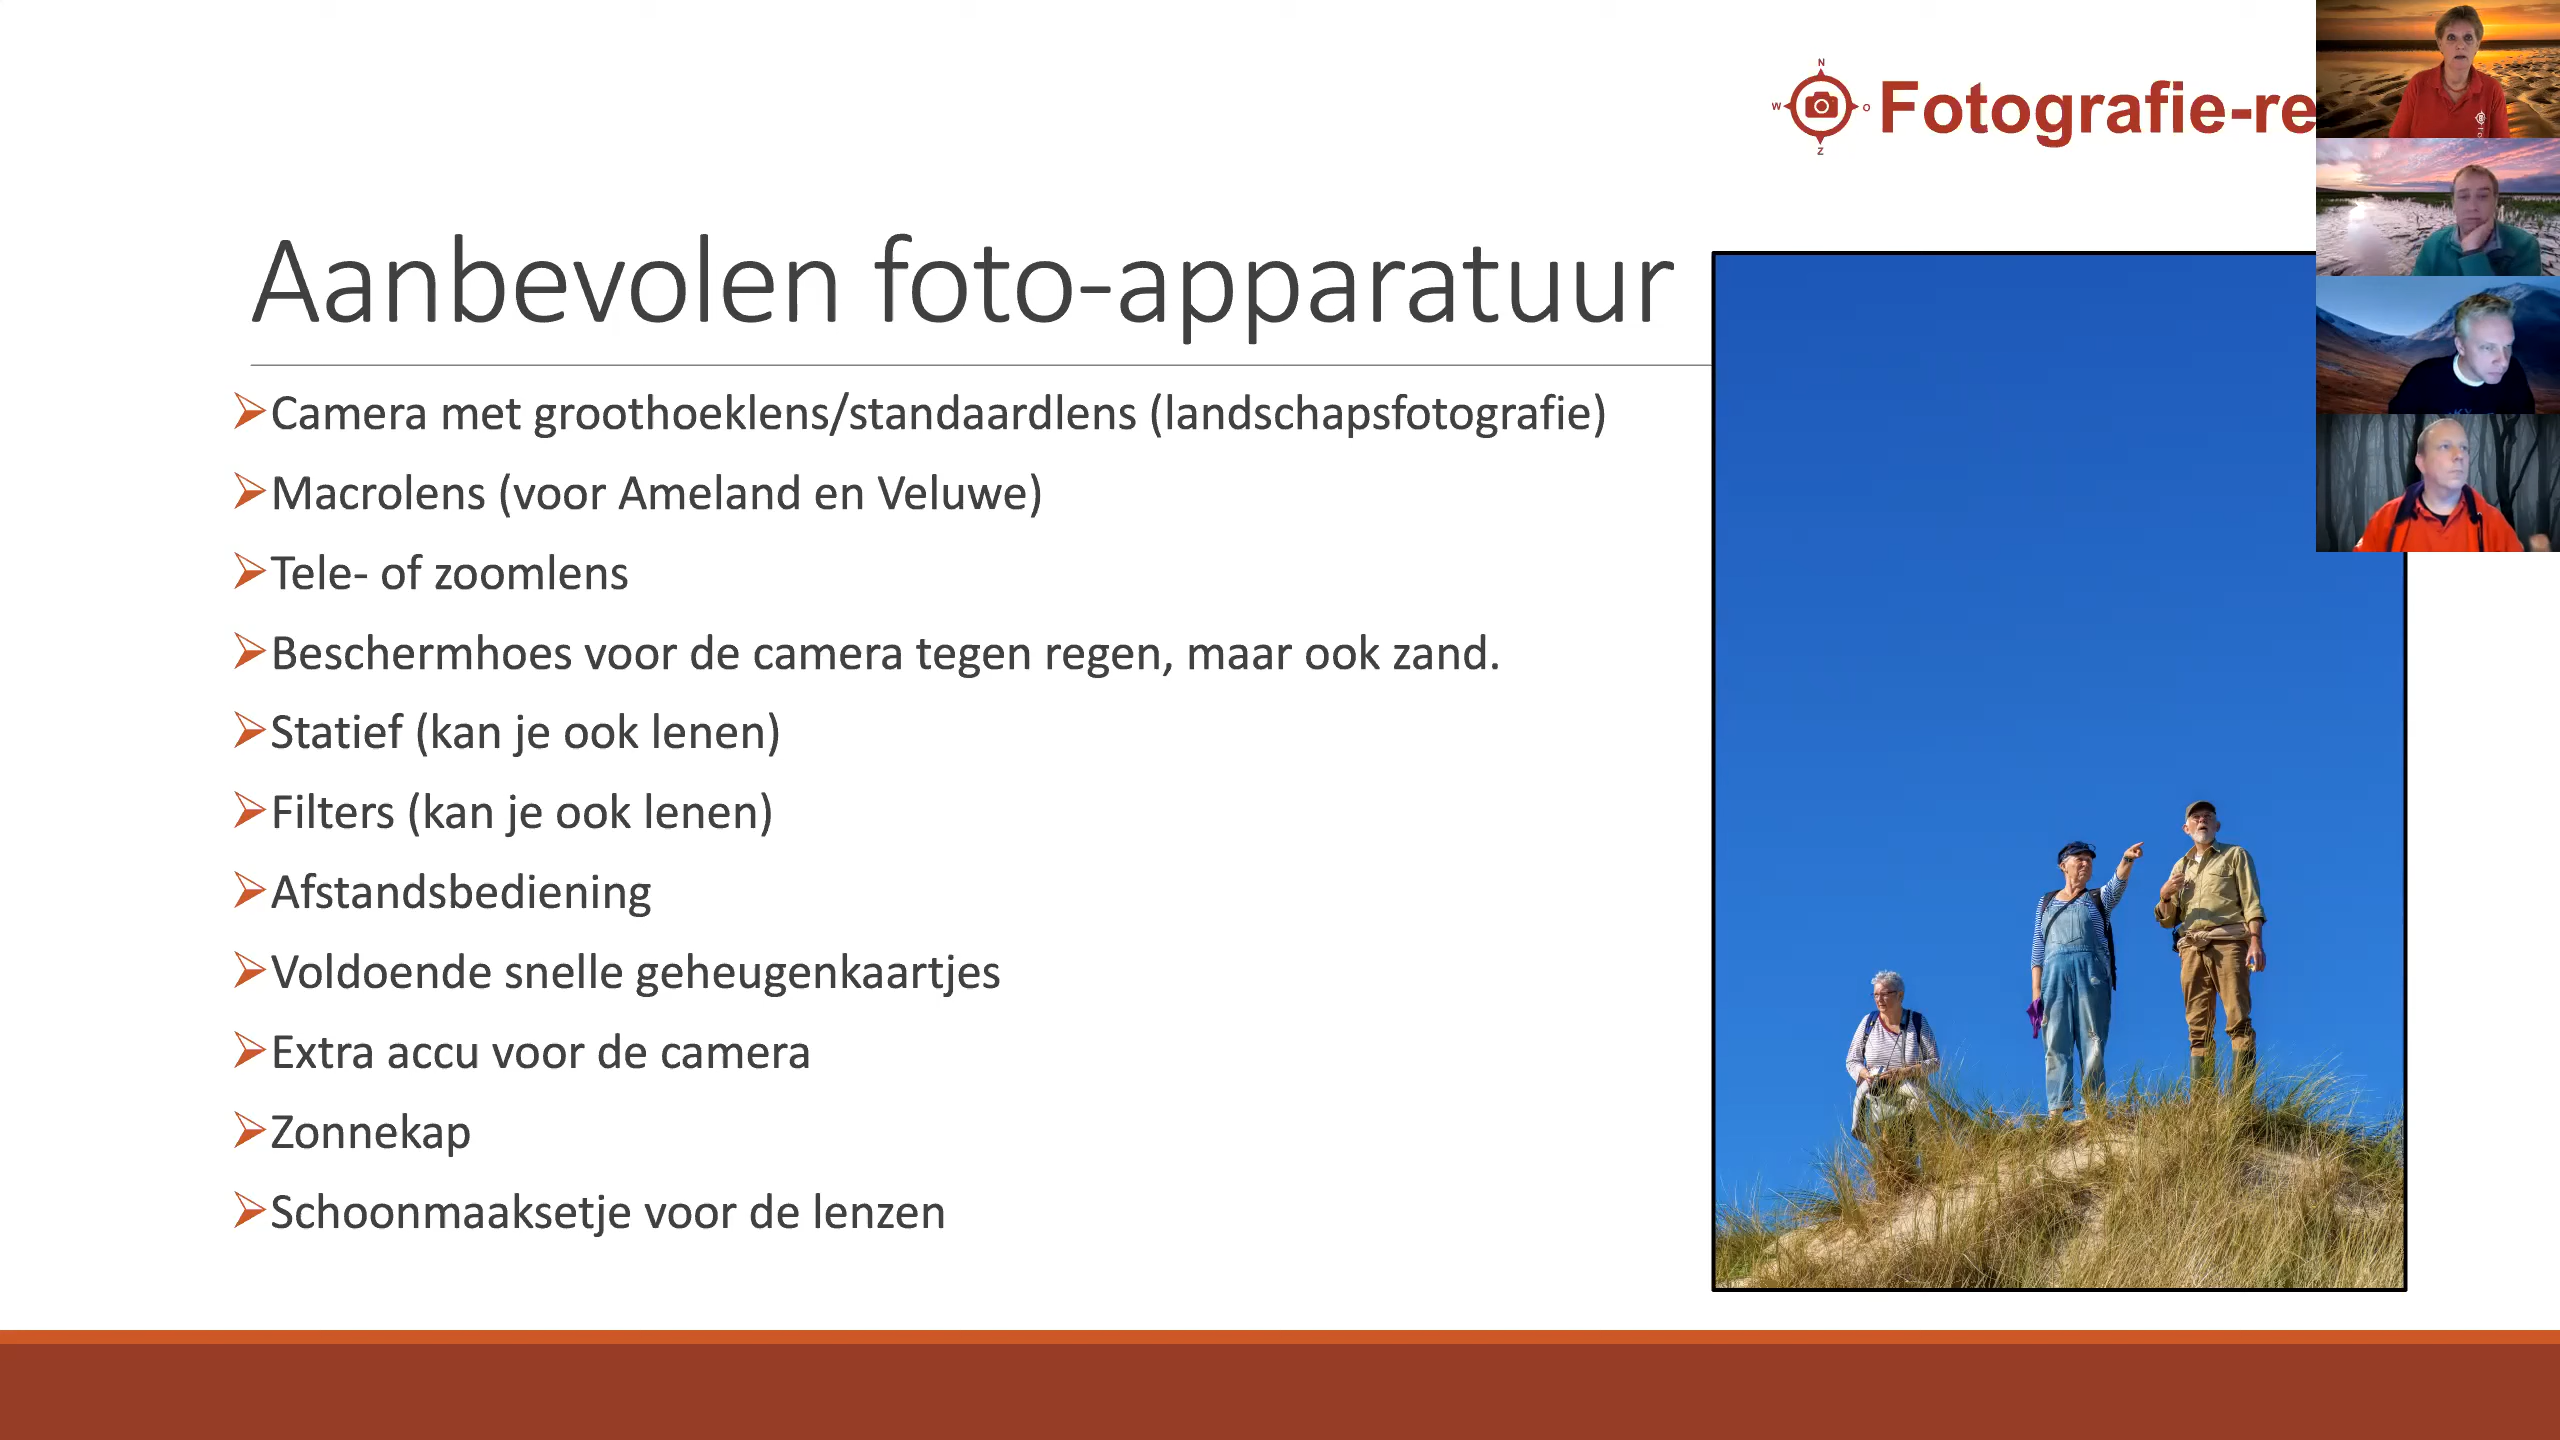 N
W
O
Z
Fotografie-re
Aanbevolen foto-apparatuur
Camera met groothoeklens/standaardlens (landschapsfotografie)
Macrolens (voor Ameland en Veluwe)
Tele- of zoomlens
Beschermhoes voor de camera tegen regen, maar ook zand.
Statief (kan je ook lenen)
Filters (kan je ook lenen)
Afstandsbediening
Voldoende snelle geheugenkaartjes
Extra accu voor de camera
Zonnekap
Schoonmaaksetje voor de lenzen